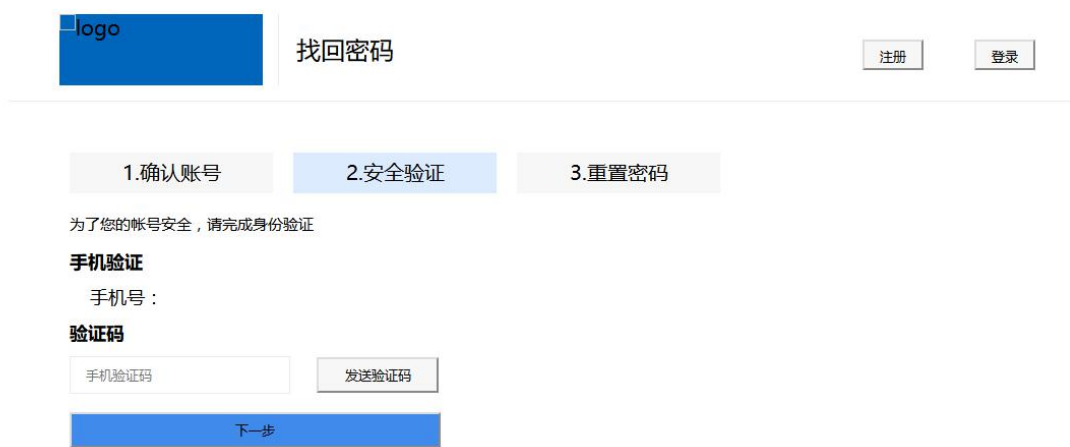 logo
找回密码
注册
登录
1.确认账号
2.安全验证
3.重置密码
为了您的帐号安全，请完成身份验证
手机验证
手机号：
验证码
手机验证码
发送验证码
下一步